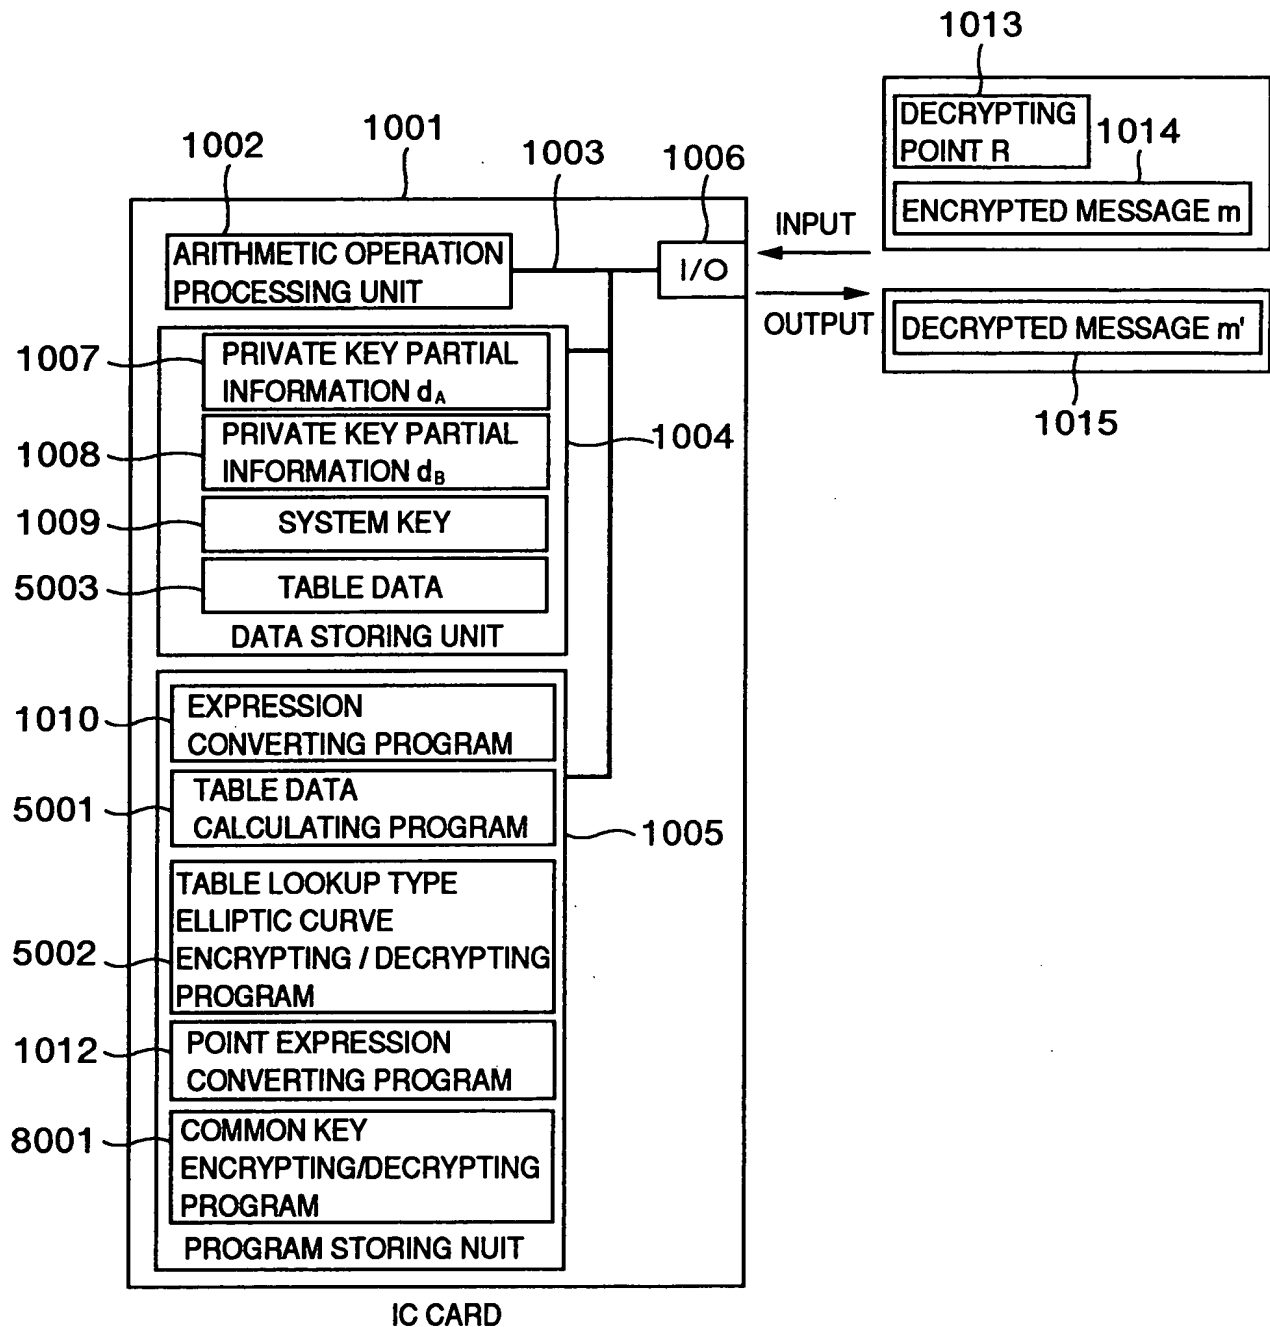 1013
1001
1002
1003
1006
DECRYPTING
POINT R
1014
ENCRYPTED MESSAGE m
INPUT
ARITHMETIC OPERATION
PROCESSING UNIT
I/O
OUTPUT
DECRYPTED MESSAGE m'
1015
1007
PRIVATE KEY PARTIAL
INFORMATION dA
1004
1008
PRIVATE KEY PARTIAL
INFORMATION dB
1009
SYSTEM KEY
5003
TABLE DATA
DATA STORING UNIT
1010
EXPRESSION
CONVERTING PROGRAM
5001
TABLE DATA
CALCULATING PROGRAM
1005
5002
TABLE LOOKUP TYPE
ELLIPTIC CURVE
ENCRYPTING / DECRYPTING
PROGRAM
1012
POINT EXPRESSION
CONVERTING PROGRAM
8001
COMMON KEY
ENCRYPTING/DECRYPTING
PROGRAM
PROGRAM STORING NUIT
IC CARD